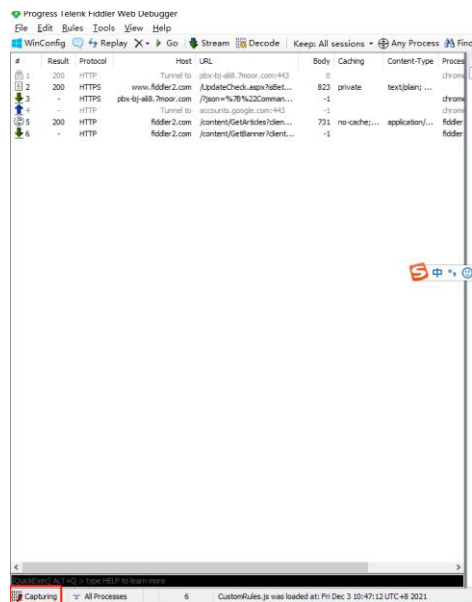 Progress Telerik Fiddler Web Debugger
File Edit Rules Tools View Help
WinConfig Replay X Go Stream Decode Keep: All sessions Any Process Find
# Result Protocol Host URL Body Caching Content-Type Proces
1 200 HTTP Tunnel to pbx-bj-ali8.7moor.com:443 0 chrome
2 200 HTTPS www.fiddler2.com /UpdateCheck.aspx?isBet... 823 private text/plain; ...
3 - HTTPS pbx-bj-ali8.7moor.com /?json=%7B%22Comman... -1 chrome
4 - HTTP Tunnel to accounts.google.com:443 -1 chrome
5 200 HTTP fiddler2.com /content/GetArticles?clien... 731 no-cache;... application/... fiddler
6 - HTTP fiddler2.com /content/GetBanner?client... -1 fiddler
S 中 °,
[QuickExec] ALT+Q > type HELP to learn more
Capturing All Processes 6 CustomRules.js was loaded at: Fri Dec 3 10:47:12 UTC+8 2021